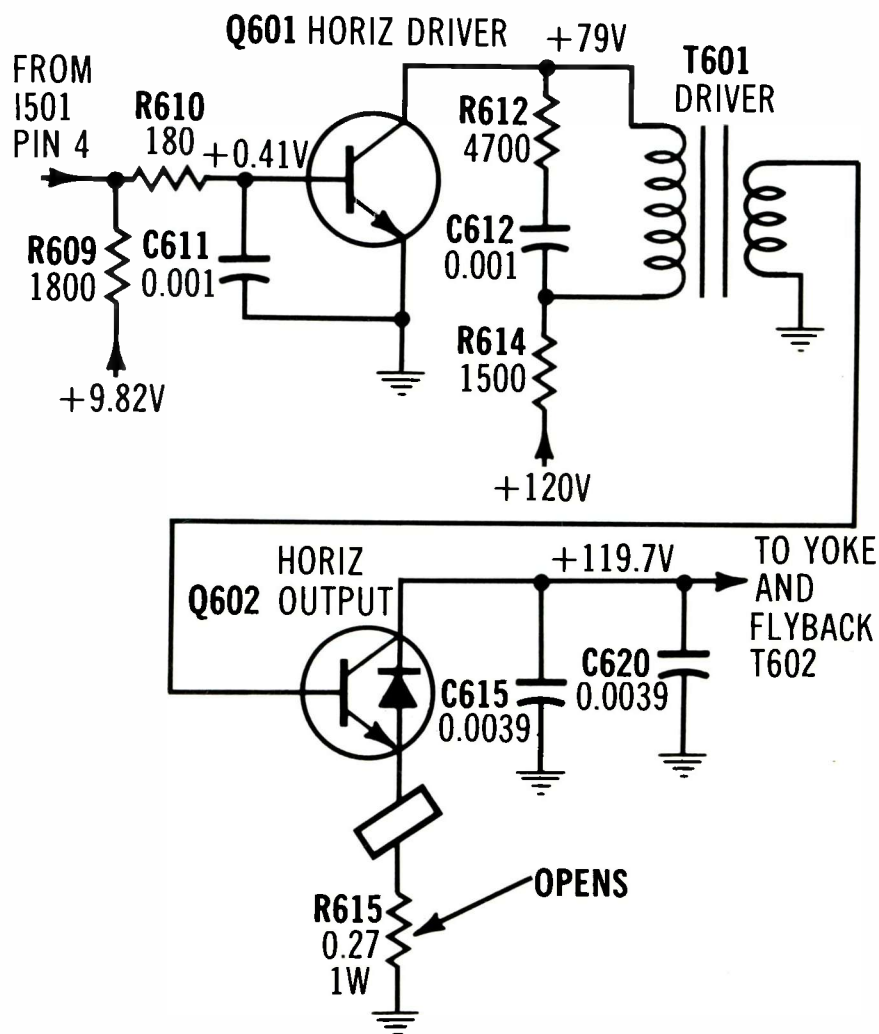 Q601 HORIZ DRIVER
+79V
FROM
I501
PIN 4
R610
180
+0.41V
R612
4700
T601
DRIVER
R609
1800
C611
0.001
C612
0.001
+9.82V
R614
1500
+120V
HORIZ
Q602 OUTPUT
+119.7V
TO YOKE
AND
FLYBACK
T602
C615
0.0039
C620
0.0039
OPENS
R615
0.27
1W